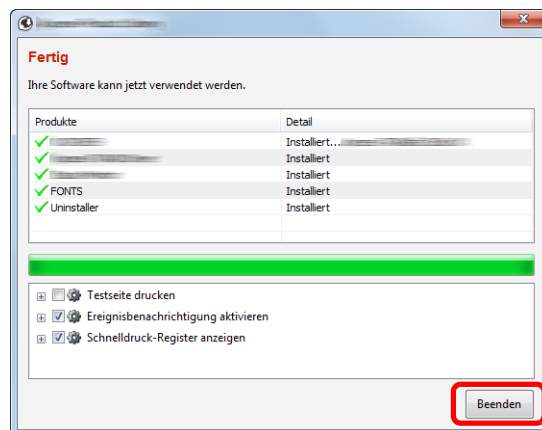 Fertig
Ihre Software kann jetzt verwendet werden.
Produkte Detail
Installiert...
Installiert
Installiert
FONTS Installiert
Uninstaller Installiert
Testseite drucken
Ereignisbenachrichtigung aktivieren
Schnelldruck-Register anzeigen
Beenden